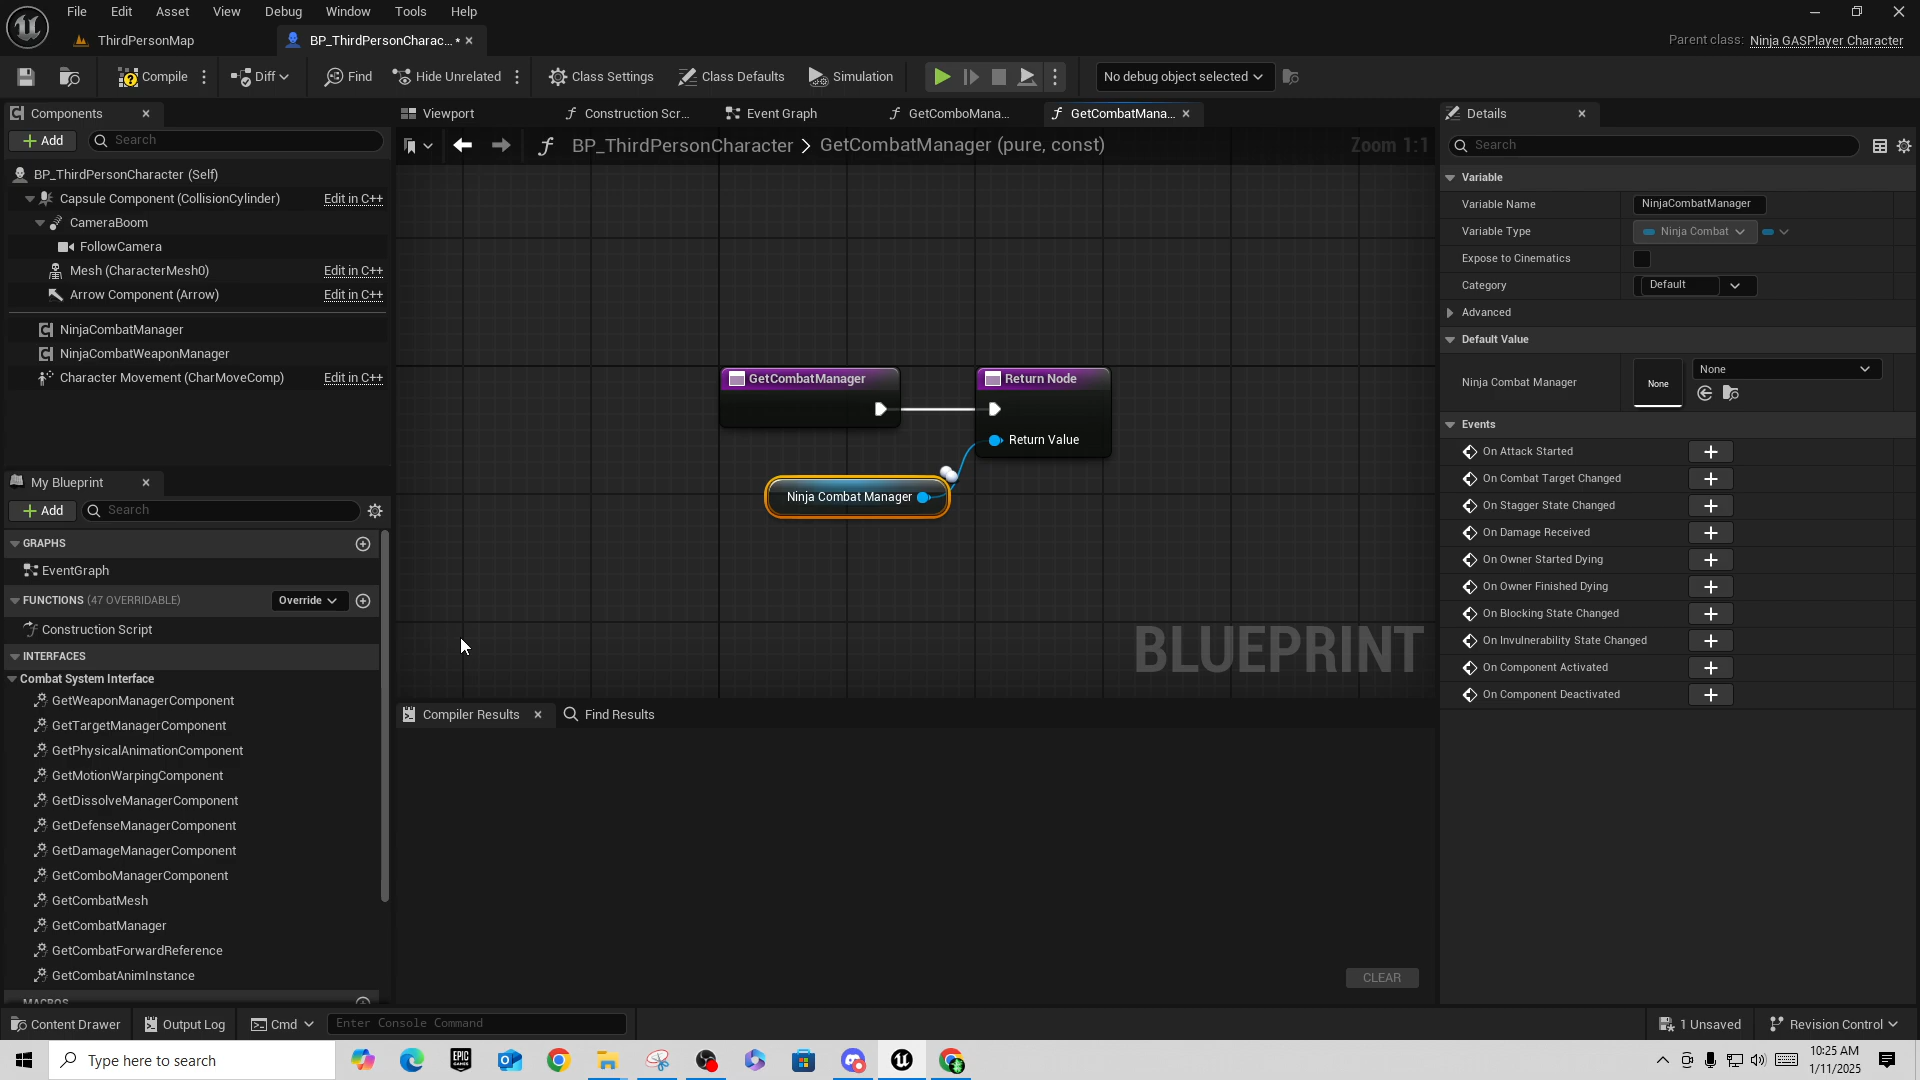 File Edit Asset View Debug Window Tools Help
ThirdPersonMap BP_ThirdPersonCharac... *
Parent class: Ninja GASPlayer Character
Compile Diff Find Hide Unrelated Class Settings Class Defaults Simulation No debug object selected
Components
Add Search
BP_ThirdPersonCharacter (Self)
Capsule Component (CollisionCylinder) Edit in C++
CameraBoom
FollowCamera
Mesh (CharacterMesh0) Edit in C++
Arrow Component (Arrow) Edit in C++
NinjaCombatManager
NinjaCombatWeaponManager
Character Movement (CharMoveComp) Edit in C++
My Blueprint
Add Search
GRAPHS
EventGraph
FUNCTIONS (47 OVERRIDABLE) Override
Construction Script
INTERFACES
Combat System Interface
GetWeaponManagerComponent
GetTargetManagerComponent
GetPhysicalAnimationComponent
GetMotionWarpingComponent
GetDissolveManagerComponent
GetDefenseManagerComponent
GetDamageManagerComponent
GetComboManagerComponent
GetCombatMesh
GetCombatManager
GetCombatForwardReference
GetCombatAnimInstance
MACROS
Viewport Construction Scr... Event Graph GetComboMana... GetCombatMana...
BP_ThirdPersonCharacter > GetCombatManager (pure, const) Zoom 1:1
GetCombatManager
Return Node
Return Value
Ninja Combat Manager
BLUEPRINT
Compiler Results Find Results
CLEAR
Details
Search
Variable
Variable Name NinjaCombatManager
Variable Type Ninja Combat
Expose to Cinematics
Category Default
Advanced
Default Value
Ninja Combat Manager None None
Events
On Attack Started
On Combat Target Changed
On Stagger State Changed
On Damage Received
On Owner Started Dying
On Owner Finished Dying
On Blocking State Changed
On Invulnerability State Changed
On Component Activated
On Component Deactivated
Content Drawer Output Log Cmd Enter Console Command 1 Unsaved Revision Control
Type here to search
EPIC GAMES
10:25 AM
1/11/2025